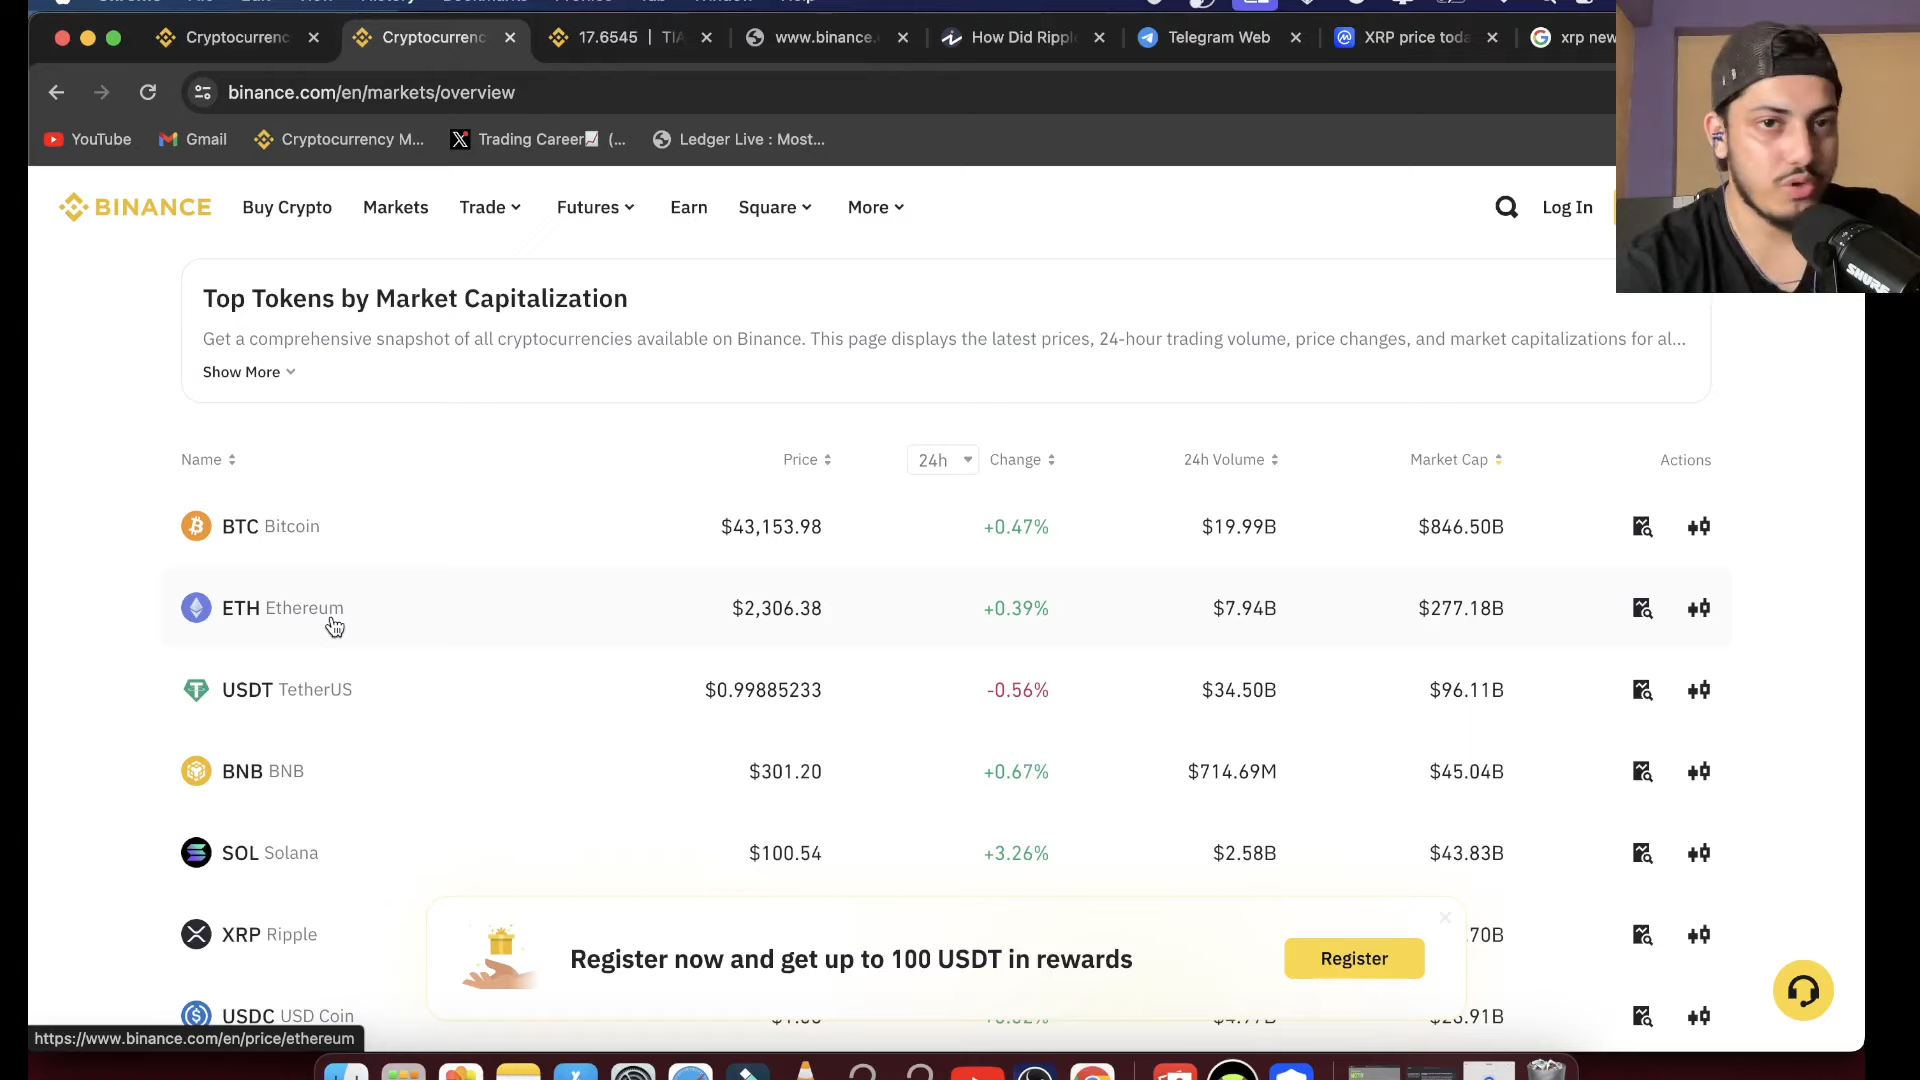 Cryptocurrenc
Cryptocurrenc
17.6545 | TIA
www.binance.
How Did Rippl
Telegram Web
XRP price toda
xrp new
binance.com/en/markets/overview
YouTube
Gmail
Cryptocurrency M...
Trading Career (...
Ledger Live : Most...
BINANCE
Buy Crypto
Markets
Trade
Futures
Earn
Square
More
Log In
SHURE
Top Tokens by Market Capitalization
Get a comprehensive snapshot of all cryptocurrencies available on Binance. This page displays the latest prices, 24-hour trading volume, price changes, and market capitalizations for al...
Show More
Name Price 24h Change 24h Volume Market Cap Actions
BTC Bitcoin $43,153.98 +0.47% $19.99B $846.50B
ETH Ethereum $2,306.38 +0.39% $7.94B $277.18B
USDT TetherUS $0.99885233 -0.56% $34.50B $96.11B
BNB BNB $301.20 +0.67% $714.69M $45.04B
SOL Solana $100.54 +3.26% $2.58B $43.83B
XRP Ripple .70B
Register now and get up to 100 USDT in rewards
Register
USDC USD Coin
https://www.binance.com/en/price/ethereum